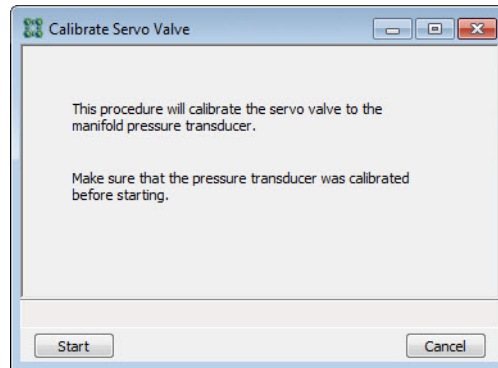 Calibrate Servo Valve
This procedure will calibrate the servo valve to the
manifold pressure transducer.
Make sure that the pressure transducer was calibrated
before starting.
Start
Cancel